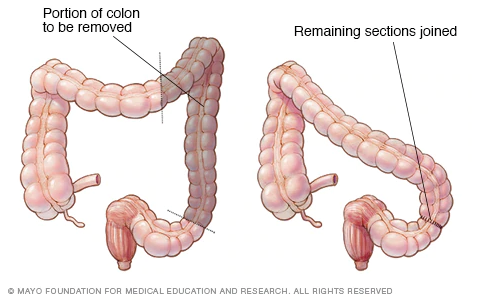 Portion of colon
to be removed
Remaining sections joined
© MAYO FOUNDATION FOR MEDICAL EDUCATION AND RESEARCH. ALL RIGHTS RESERVED